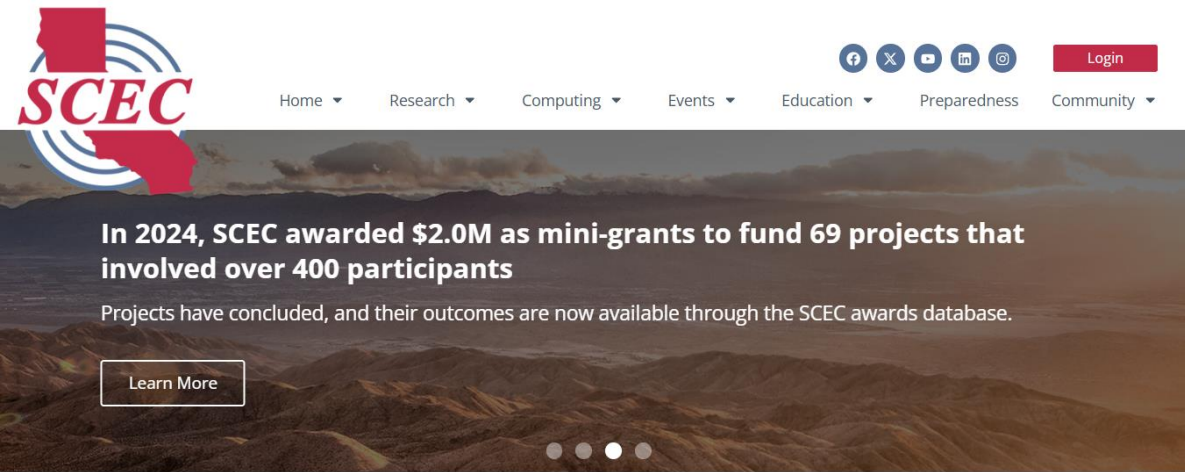 SCEC
Login
Home
Research
Computing
Events
Education
Preparedness
Community
In 2024, SCEC awarded $2.0M as mini-grants to fund 69 projects that
involved over 400 participants
Projects have concluded, and their outcomes are now available through the SCEC awards database.
Learn More